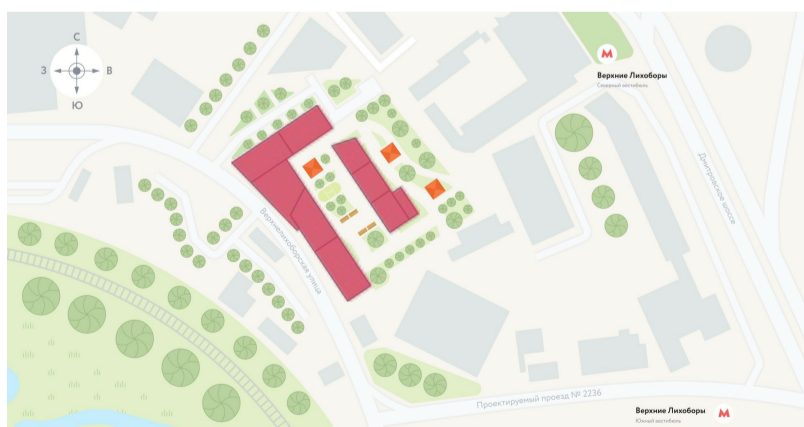 С
З
В
Ю
М
Верхние Лихоборы
Северный вестибюль
Дмитровское шоссе
Верхнелихоборская улица
Проектируемый проезд № 2236
Верхние Лихоборы
М
Южный вестибюль